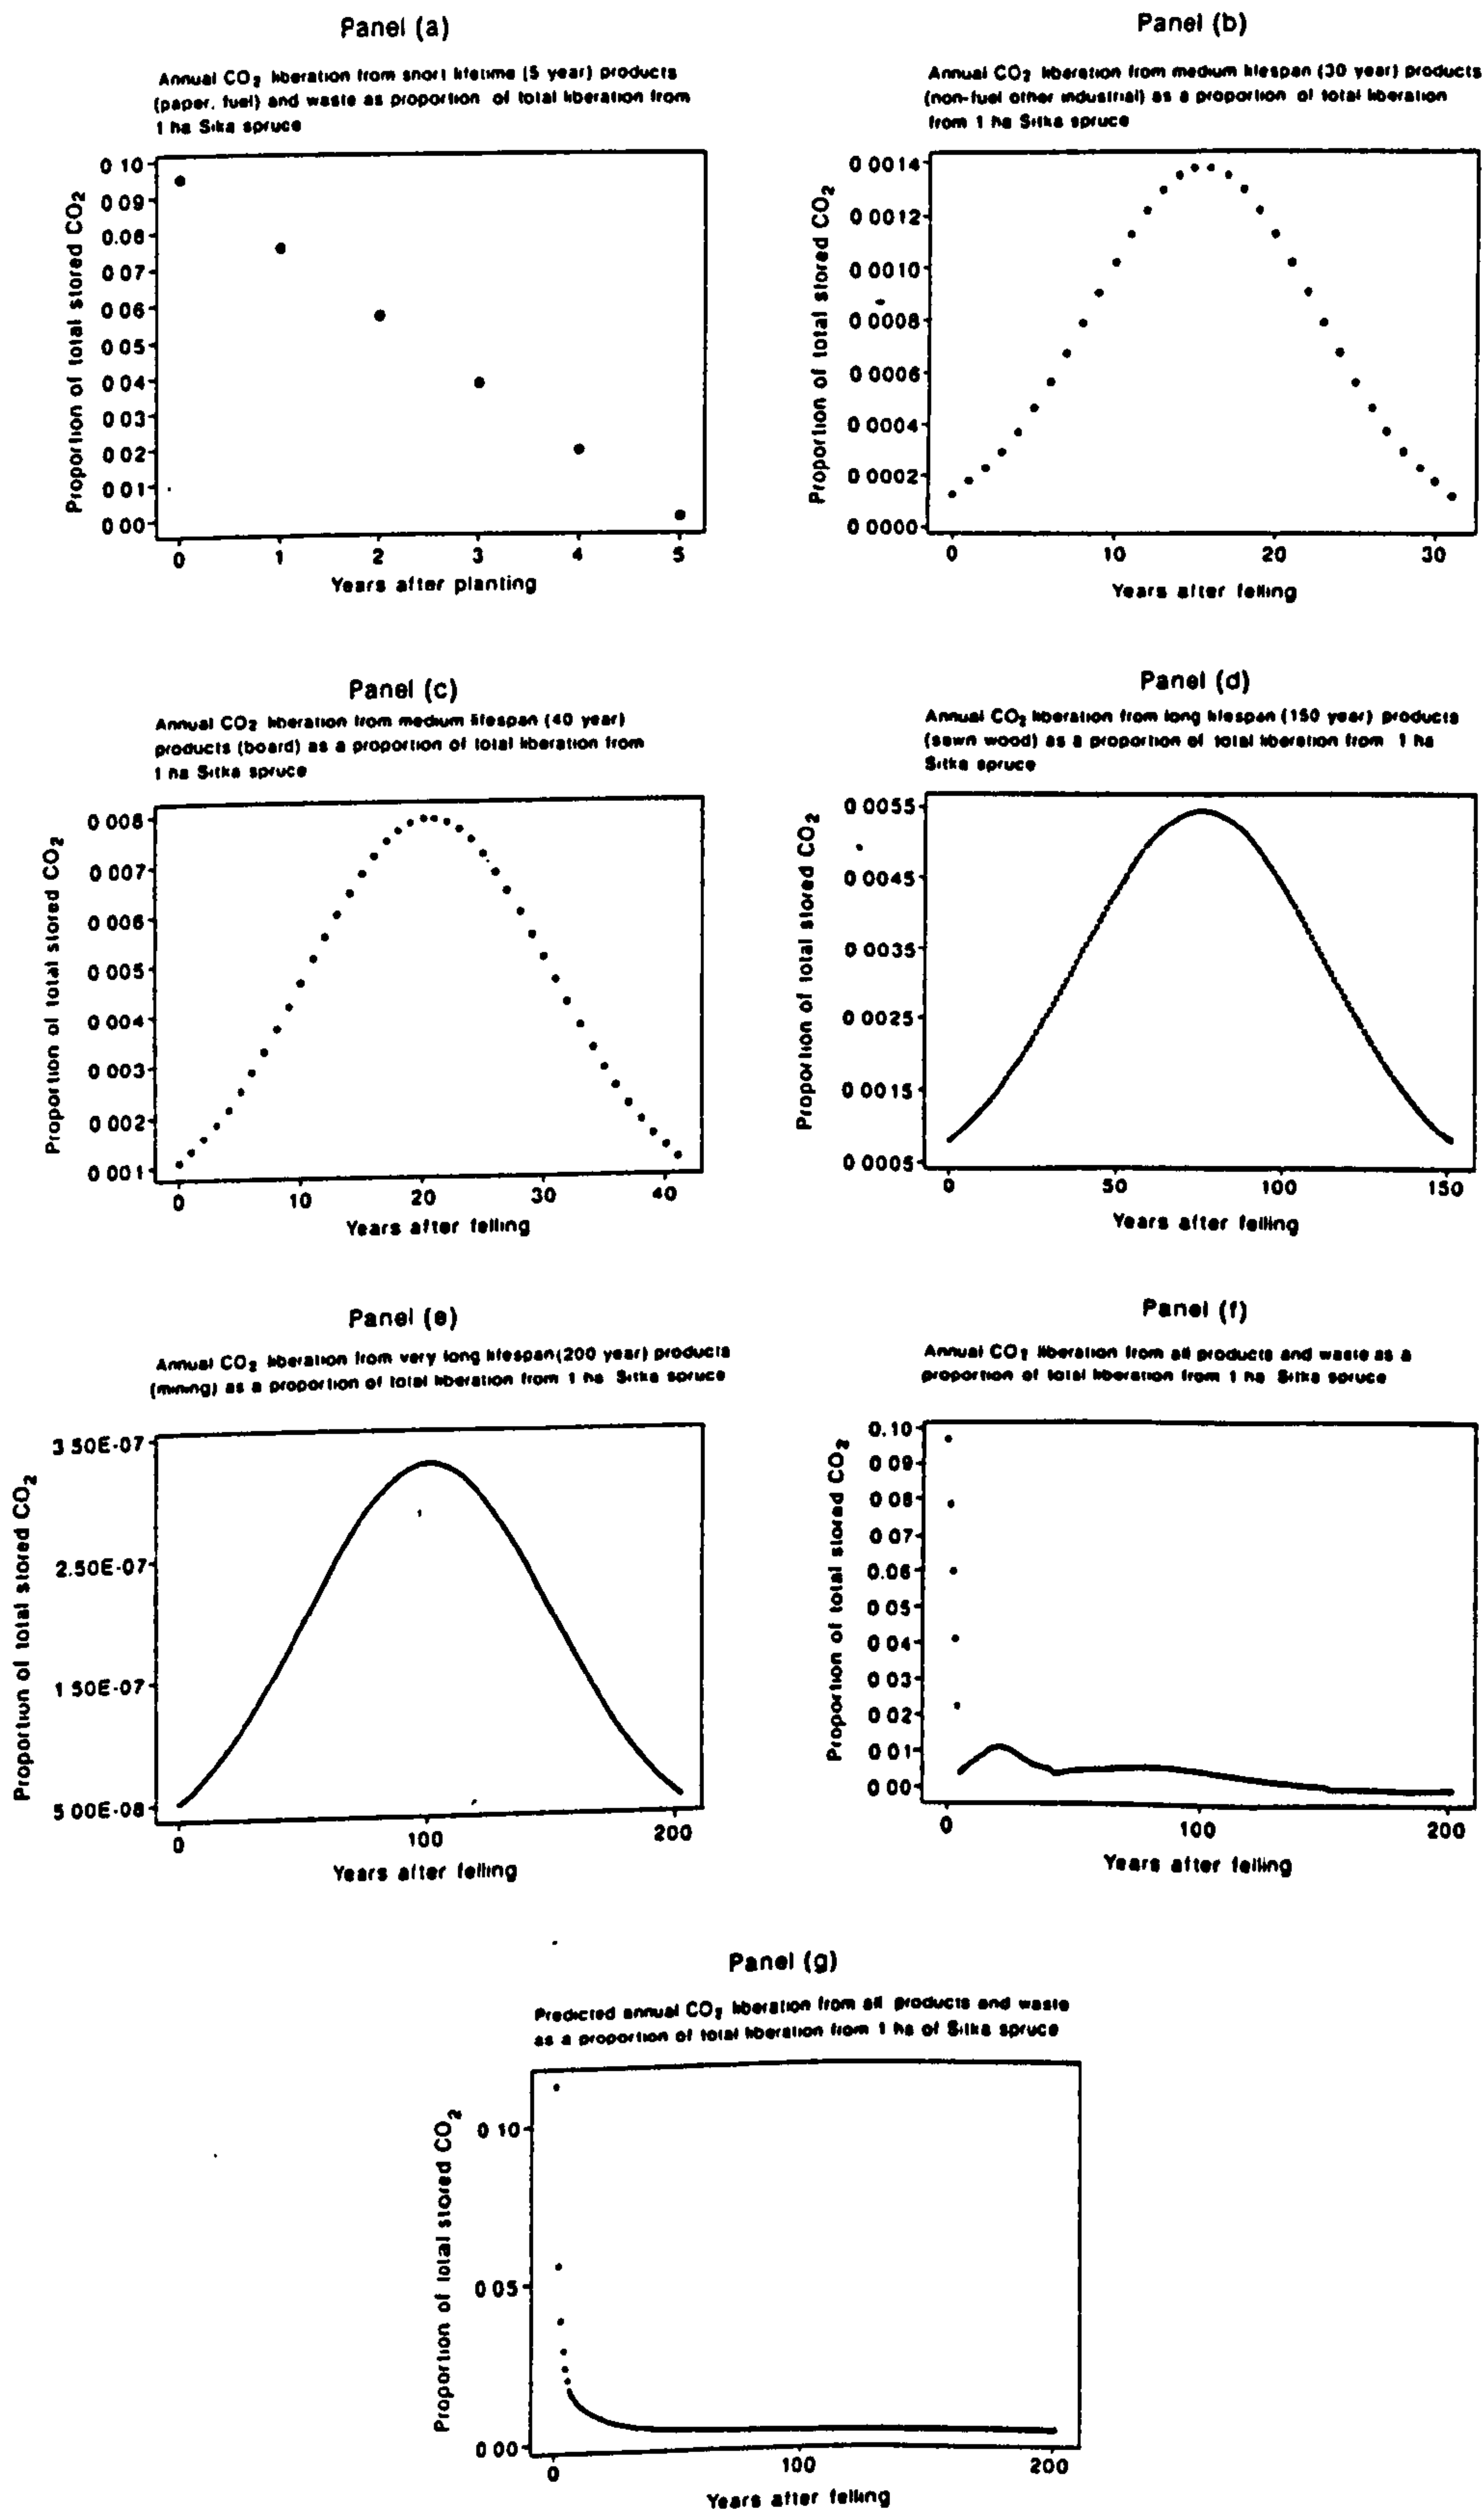 Panel (a)
Annual CO₂ liberation from short lifetime (5 year) products
(paper, fuel) and waste as proportion of total liberation from
1 ha Sitka spruce
0 10
0 09
0.08
0 07
0 06
0 05
0 04
0 03
0 02
0 01
0 00
Proportion of total stored CO₂
0 1 2 3 4 5
Years after planting
Panel (b)
Annual CO₂ liberation from medium lifespan (30 year) products
(non-fuel other industrial) as a proportion of total liberation
from 1 ha Sitka spruce
0 0014
0 0012
0 0010
0 0008
0 0006
0 0004
0 0002
0 0000
Proportion of total stored CO₂
0 10 20 30
Years after felling
Panel (c)
Annual CO₂ liberation from medium lifespan (40 year)
products (board) as a proportion of total liberation from
1 ha Sitka spruce
0 008
0 007
0 006
0 005
0 004
0 003
0 002
0 001
Proportion of total stored CO₂
0 10 20 30 40
Years after felling
Panel (d)
Annual CO₂ liberation from long lifespan (150 year) products
(sawn wood) as a proportion of total liberation from 1 ha
Sitka spruce
0 0055
0 0045
0 0035
0 0025
0 0015
0 0005
Proportion of total stored CO₂
0 50 100 150
Years after felling
Panel (e)
Annual CO₂ liberation from very long lifespan(200 year) products
(mining) as a proportion of total liberation from 1 ha Sitka spruce
3 50E-07
2.50E-07
1 50E-07
5 00E-08
Proportion of total stored CO₂
0 100 200
Years after felling
Panel (f)
Annual CO₂ liberation from all products and waste as a
proportion of total liberation from 1 ha Sitka spruce
0.10
0 09
0 08
0 07
0.06
0 05
0 04
0 03
0 02
0 01
0 00
Proportion of total stored CO₂
0 100 200
Years after felling
Panel (g)
Predicted annual CO₂ liberation from all products and waste
as a proportion of total liberation from 1 ha of Sitka spruce
0 10
0 05
0 00
Proportion of total stored CO₂
0 100 200
Years after felling